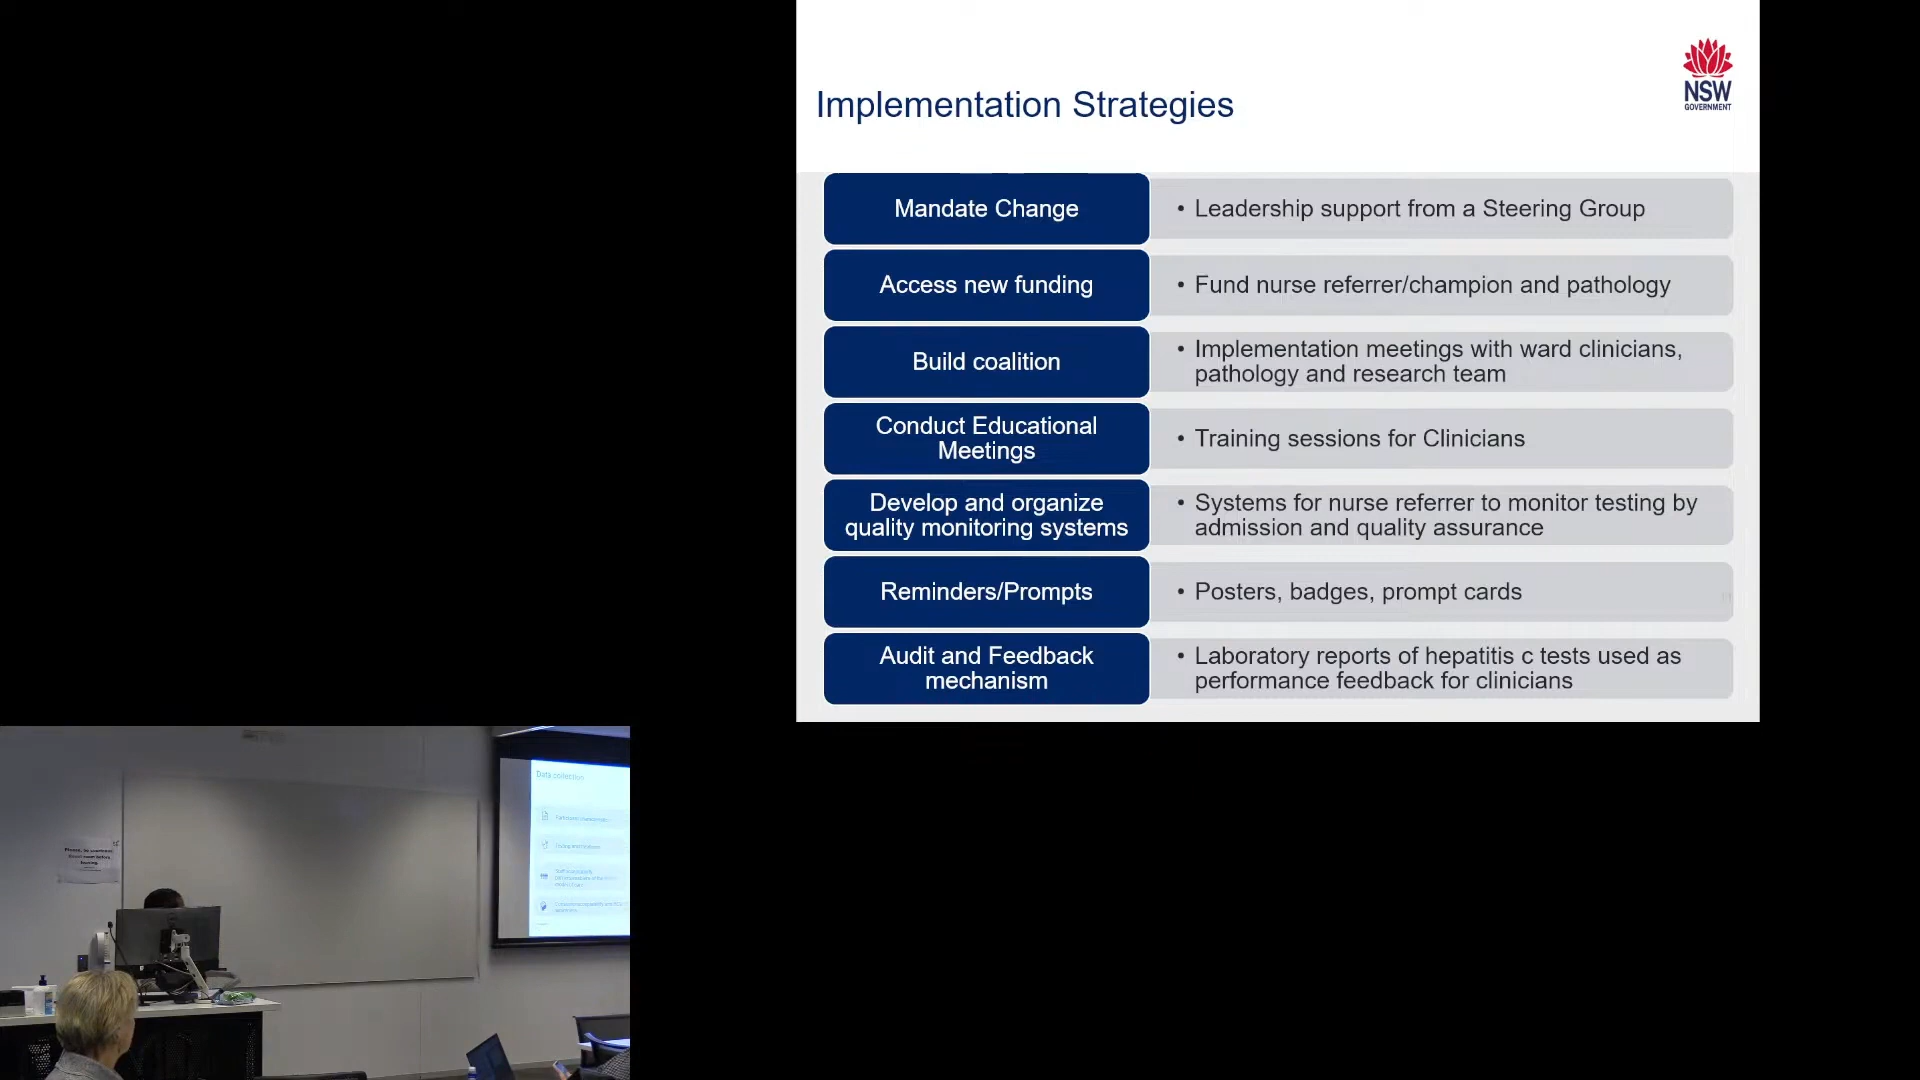 Implementation Strategies
NSW
GOVERNMENT
Mandate Change
• Leadership support from a Steering Group
Access new funding
• Fund nurse referrer/champion and pathology
Build coalition
• Implementation meetings with ward clinicians,
pathology and research team
Conduct Educational
Meetings
• Training sessions for Clinicians
Develop and organize
quality monitoring systems
• Systems for nurse referrer to monitor testing by
admission and quality assurance
Reminders/Prompts
• Posters, badges, prompt cards
Audit and Feedback
mechanism
• Laboratory reports of hepatitis c tests used as
performance feedback for clinicians
Data collection